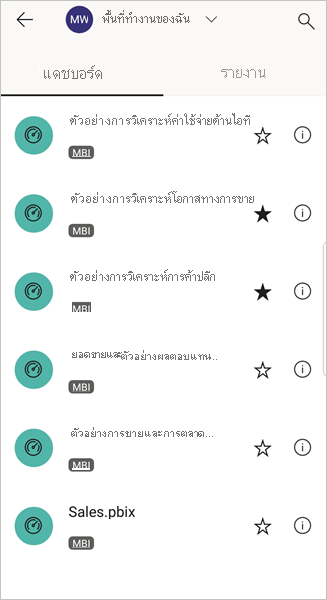 MW พื้นที่ทำงานของฉัน
แดชบอร์ด รายงาน
ตัวอย่างการวิเคราะห์ค่าใช้จ่ายด้านไอที
MBI
ตัวอย่างการวิเคราะห์โอกาสทางการขาย
MBI
ตัวอย่างการวิเคราะห์การค้าปลีก
MBI
ยอดขายและตัวอย่างผลตอบแทน..
MBI
ตัวอย่างการขายและการตลาด...
MBI
Sales.pbix
MBI